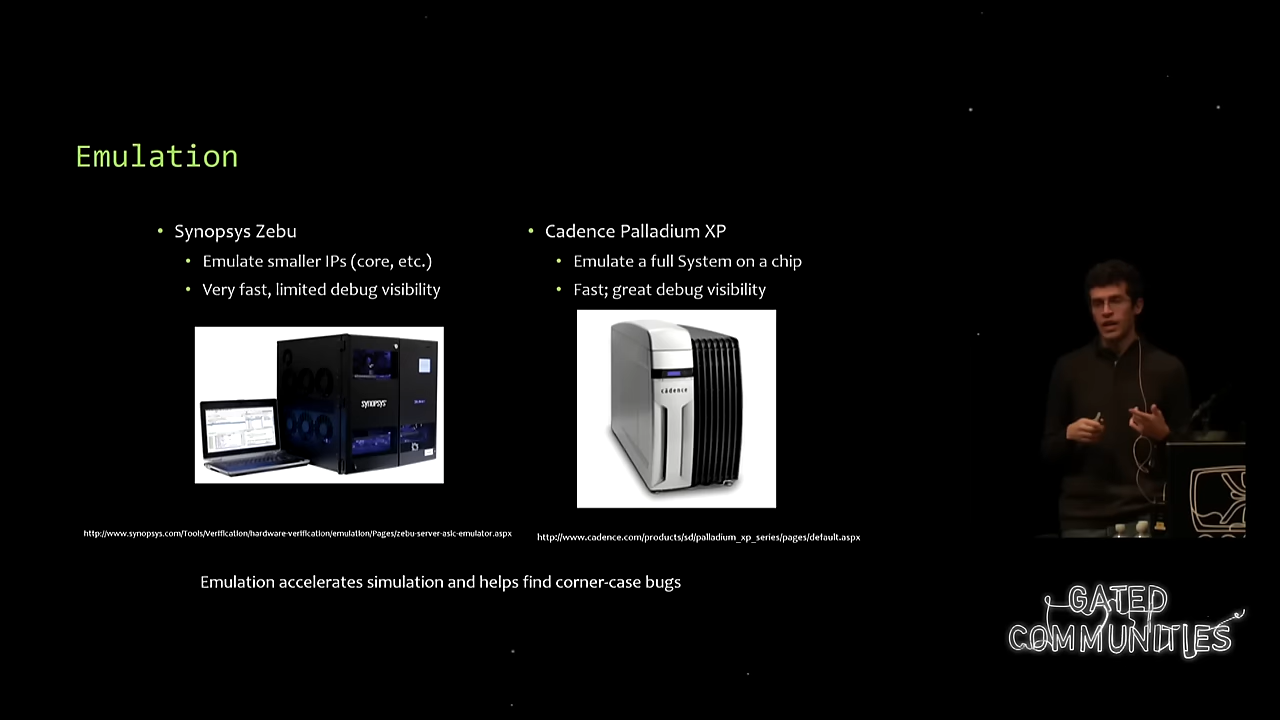 Emulation
• Synopsys Zebu
• Emulate smaller IPs (core, etc.)
• Very fast, limited debug visibility
• Cadence Palladium XP
• Emulate a full System on a chip
• Fast; great debug visibility
SYNOPSYS
cadence
http://www.synopsys.com/Tools/Verification/hardware-verification/emulation/Pages/zebu-server-asic-emulator.aspx
http://www.cadence.com/products/sd/palladium_xp_series/pages/default.aspx
Emulation accelerates simulation and helps find corner-case bugs
GATED
COMMUNITIES